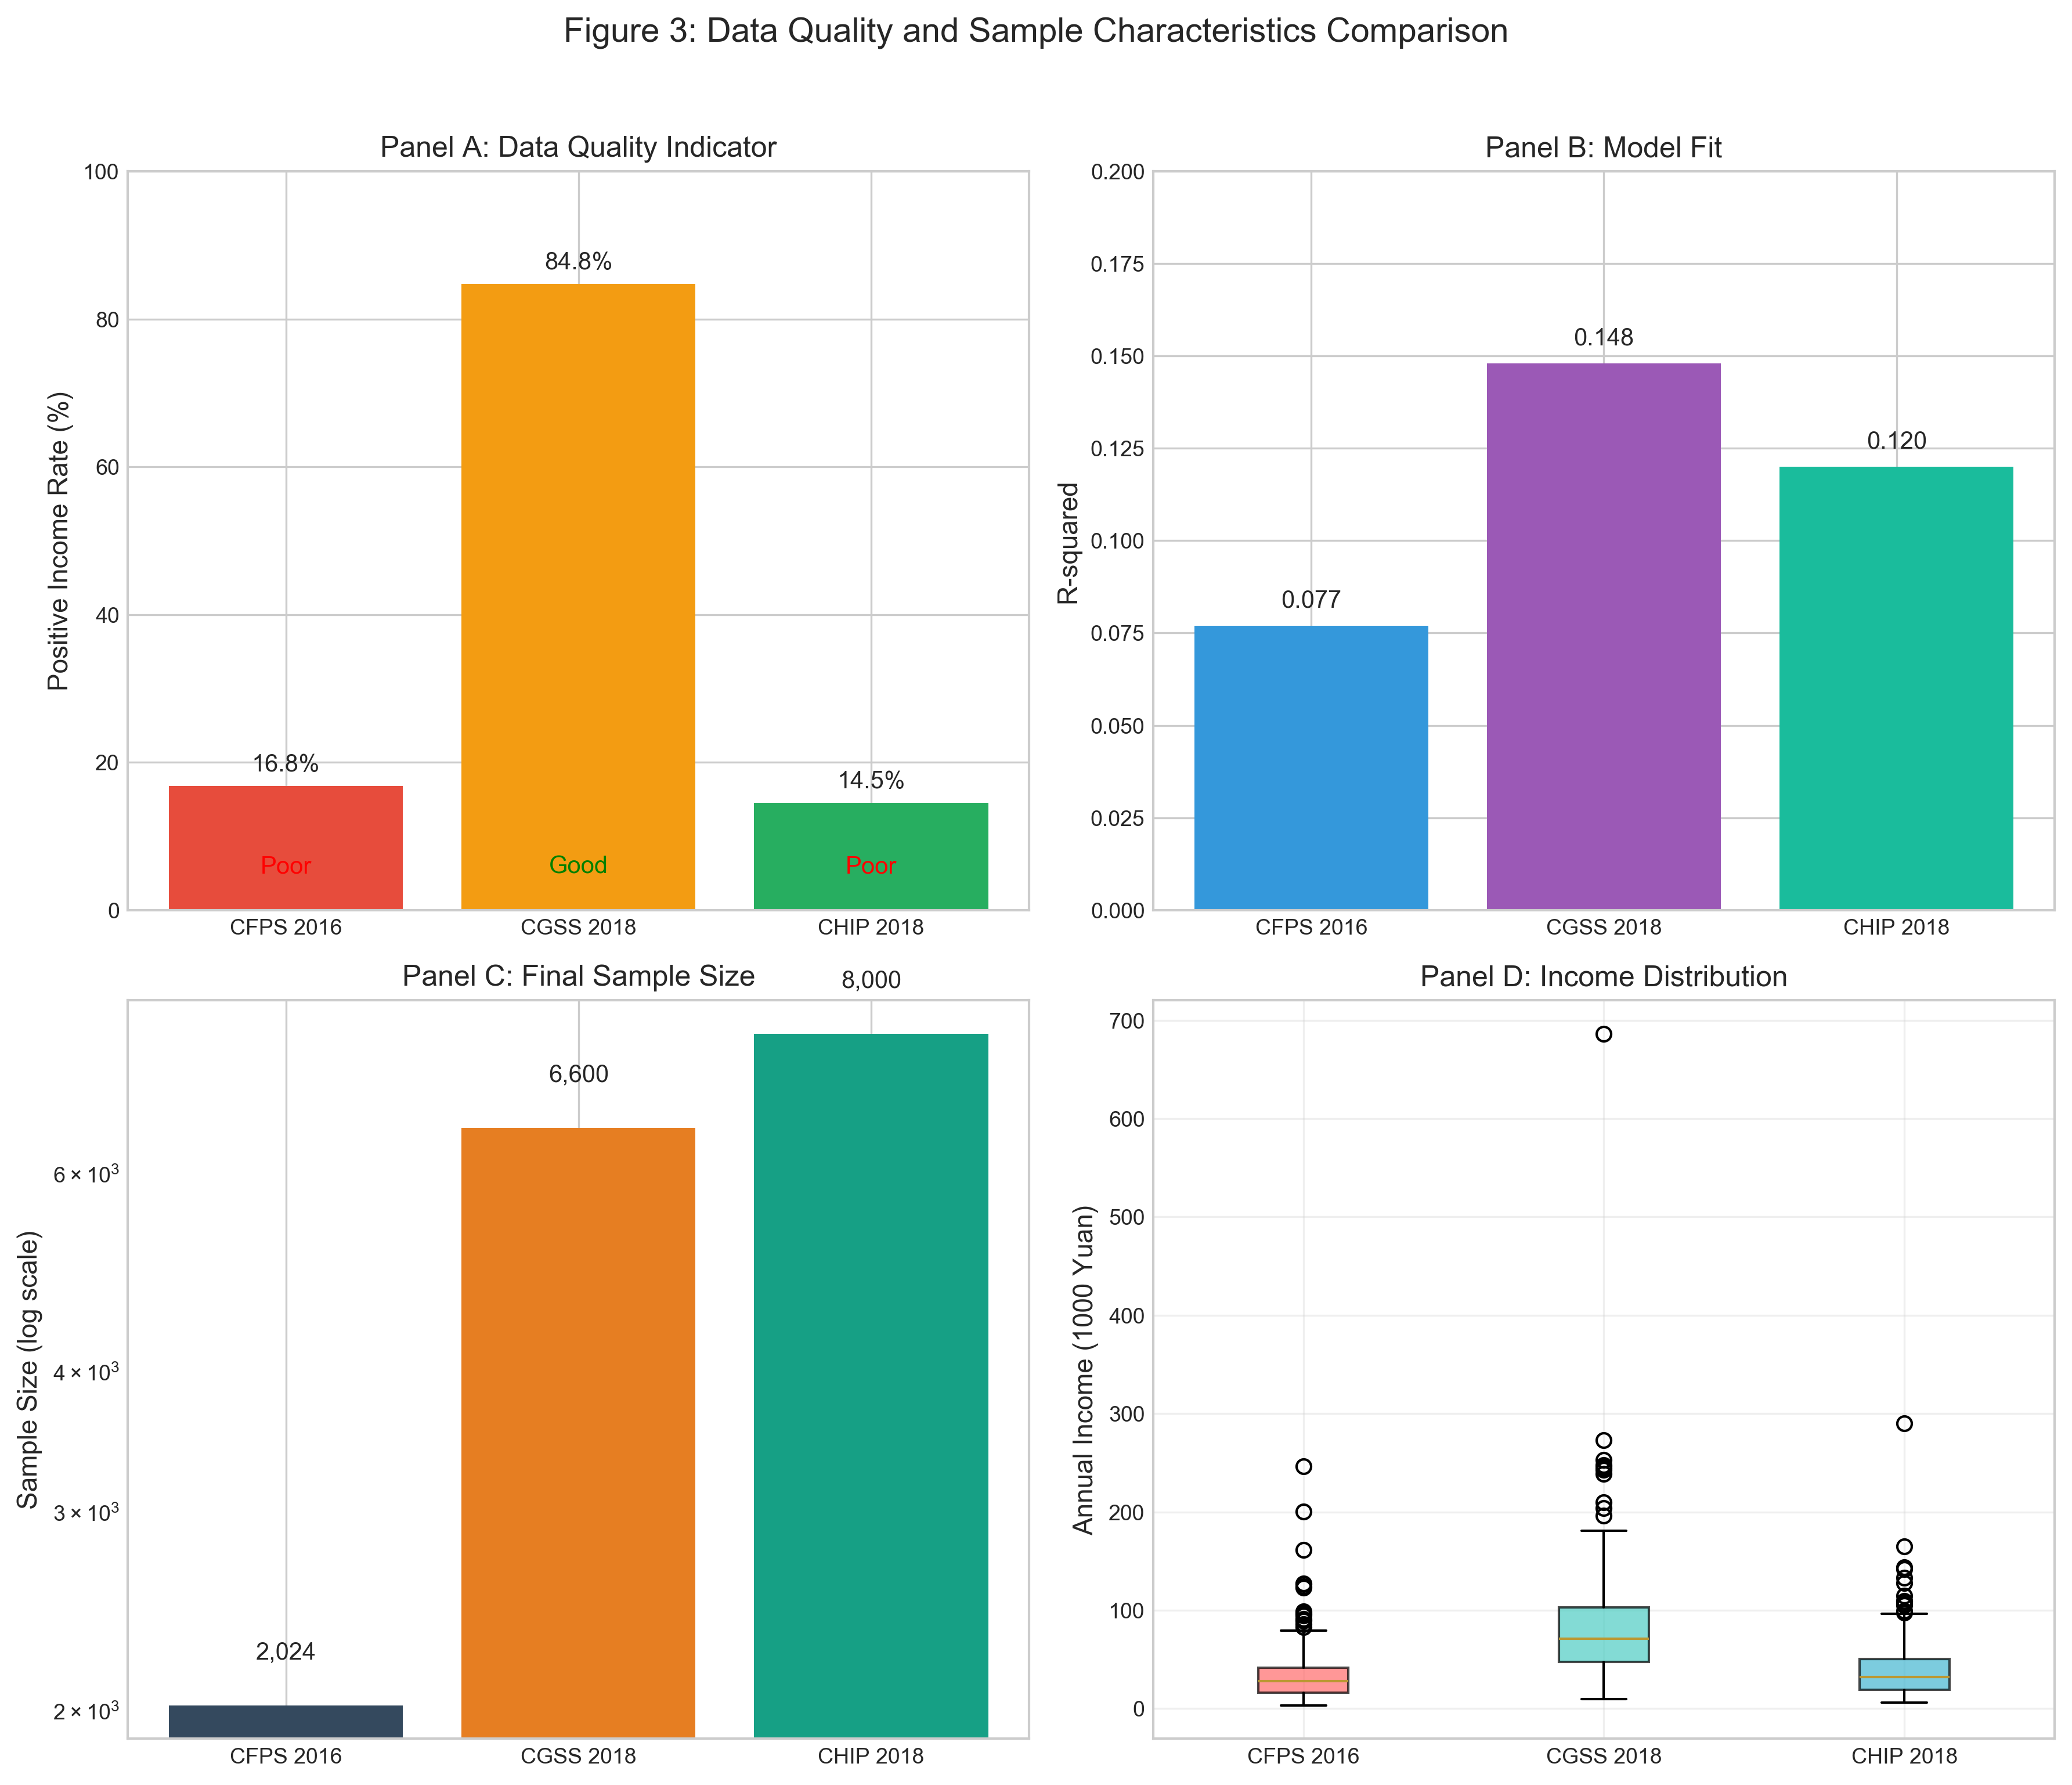 Figure 3: Data Quality and Sample Characteristics Comparison
Panel A: Data Quality Indicator
Positive Income Rate (%)
100
80
60
40
20
0
16.8%
84.8%
14.5%
Poor
Good
Poor
CFPS 2016
CGSS 2018
CHIP 2018
Panel B: Model Fit
R-squared
0.200
0.175
0.150
0.125
0.100
0.075
0.050
0.025
0.000
0.077
0.148
0.120
CFPS 2016
CGSS 2018
CHIP 2018
Panel C: Final Sample Size
Sample Size (log scale)
6 × 10³
4 × 10³
3 × 10³
2 × 10³
2,024
6,600
8,000
CFPS 2016
CGSS 2018
CHIP 2018
Panel D: Income Distribution
Annual Income (1000 Yuan)
700
600
500
400
300
200
100
0
CFPS 2016
CGSS 2018
CHIP 2018